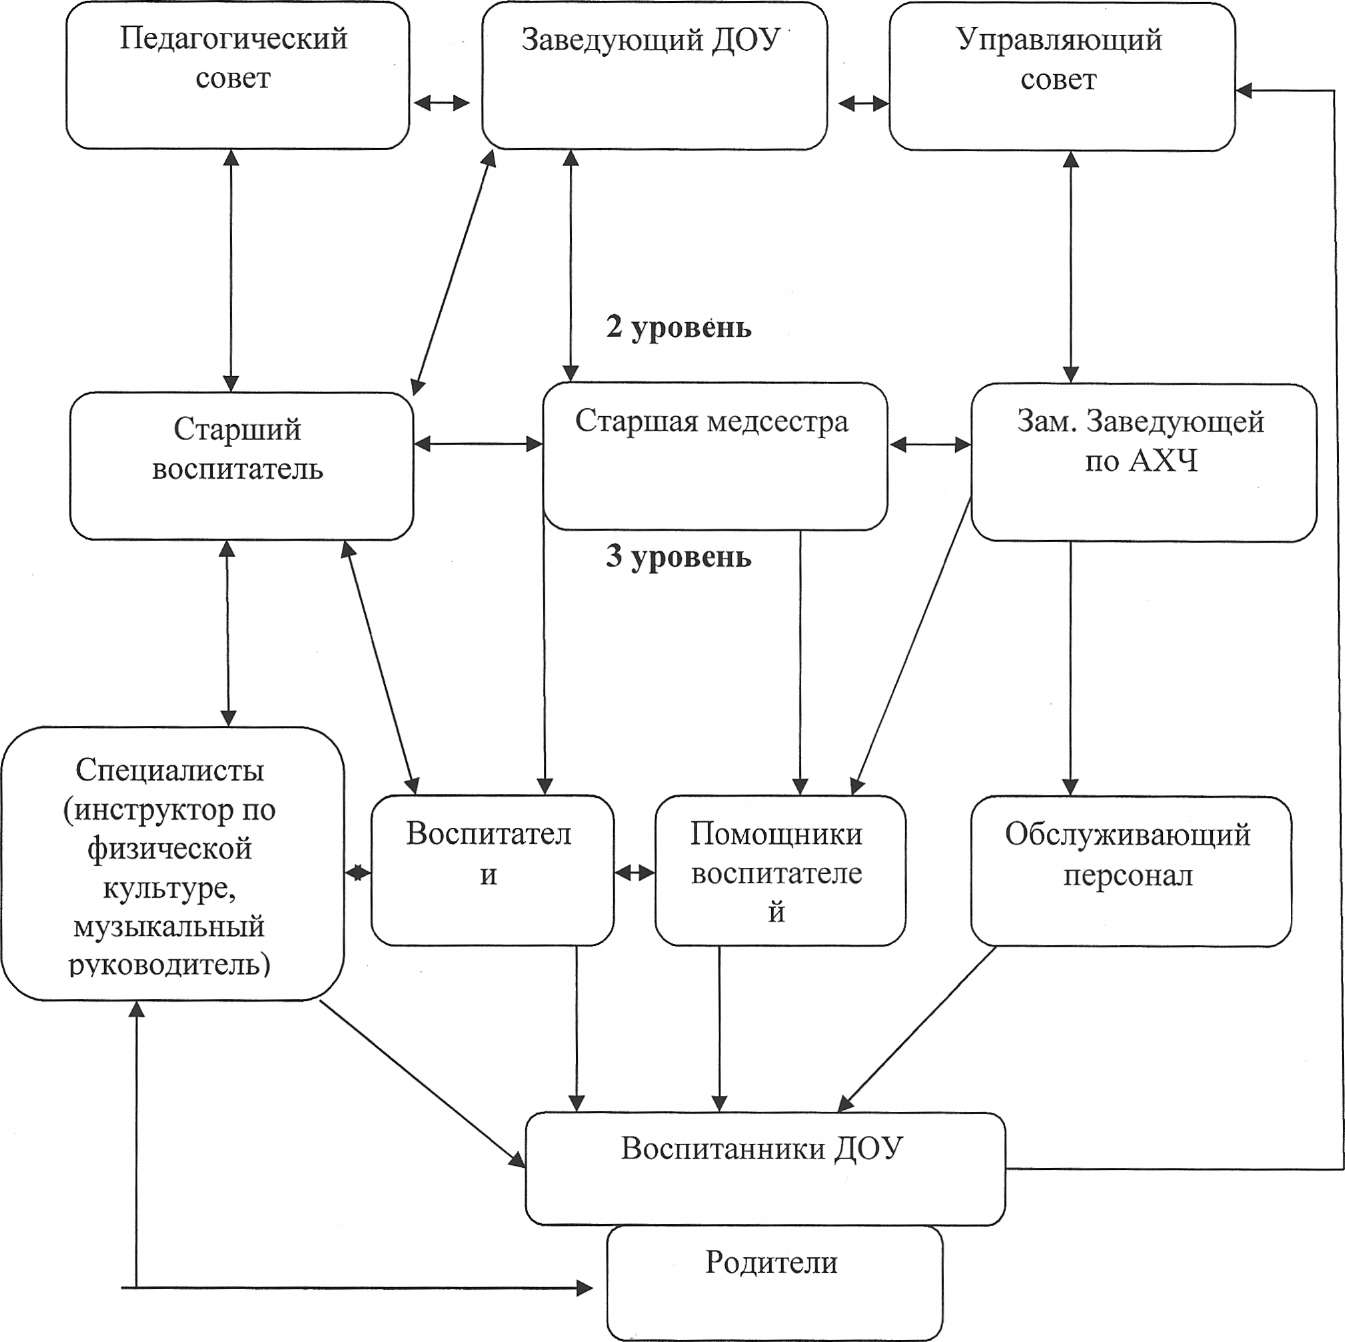 Педагогический
совет
Заведующий ДОУ
Управляющий
совет
2 уровень
Старший
воспитатель
Старшая медсестра
Зам. Заведующей
по АХЧ
3 уровень
Специалисты
(инструктор по
физической
культуре,
музыкальный
руководитель)
Воспитател
и
Помощники
воспитателе
й
Обслуживающий
персонал
Воспитанники ДОУ
Родители